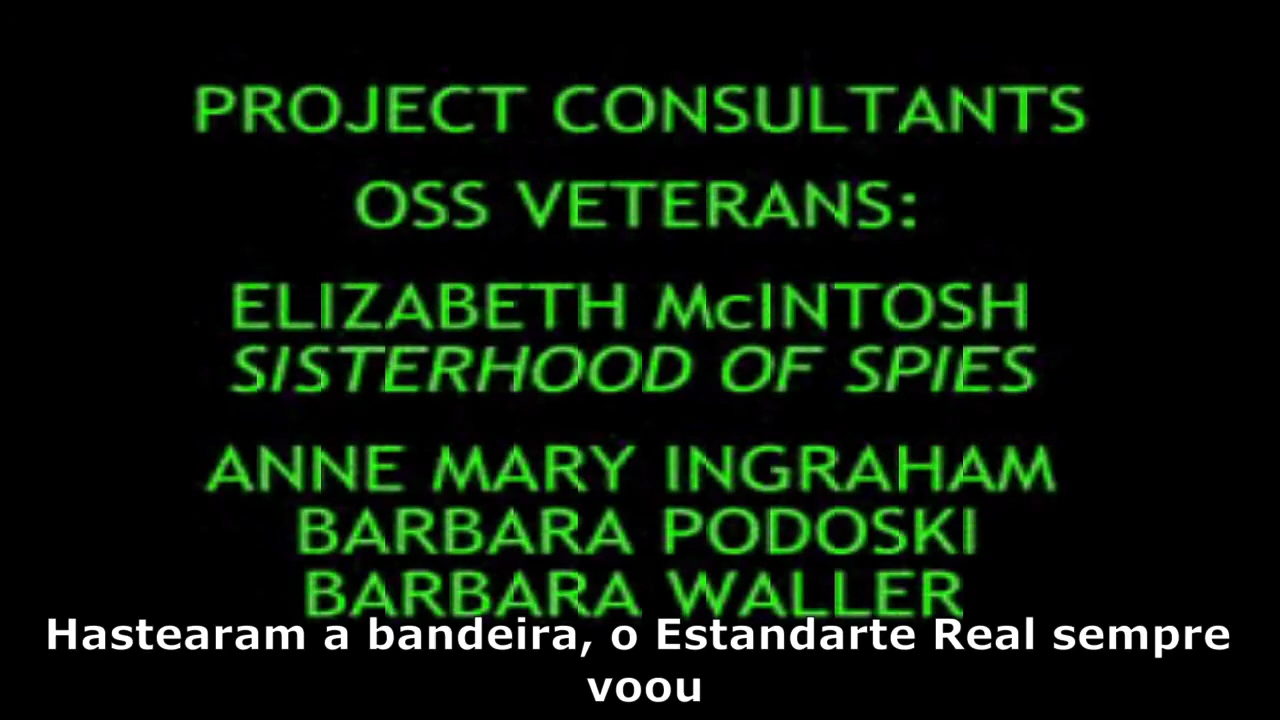 PROJECT CONSULTANTS
OSS VETERANS:
ELIZABETH McINTOSH
SISTERHOOD OF SPIES
ANNE MARY INGRAHAM
BARBARA PODOSKI
BARBARA WALLER
Hastearam a bandeira, o Estandarte Real sempre
voou